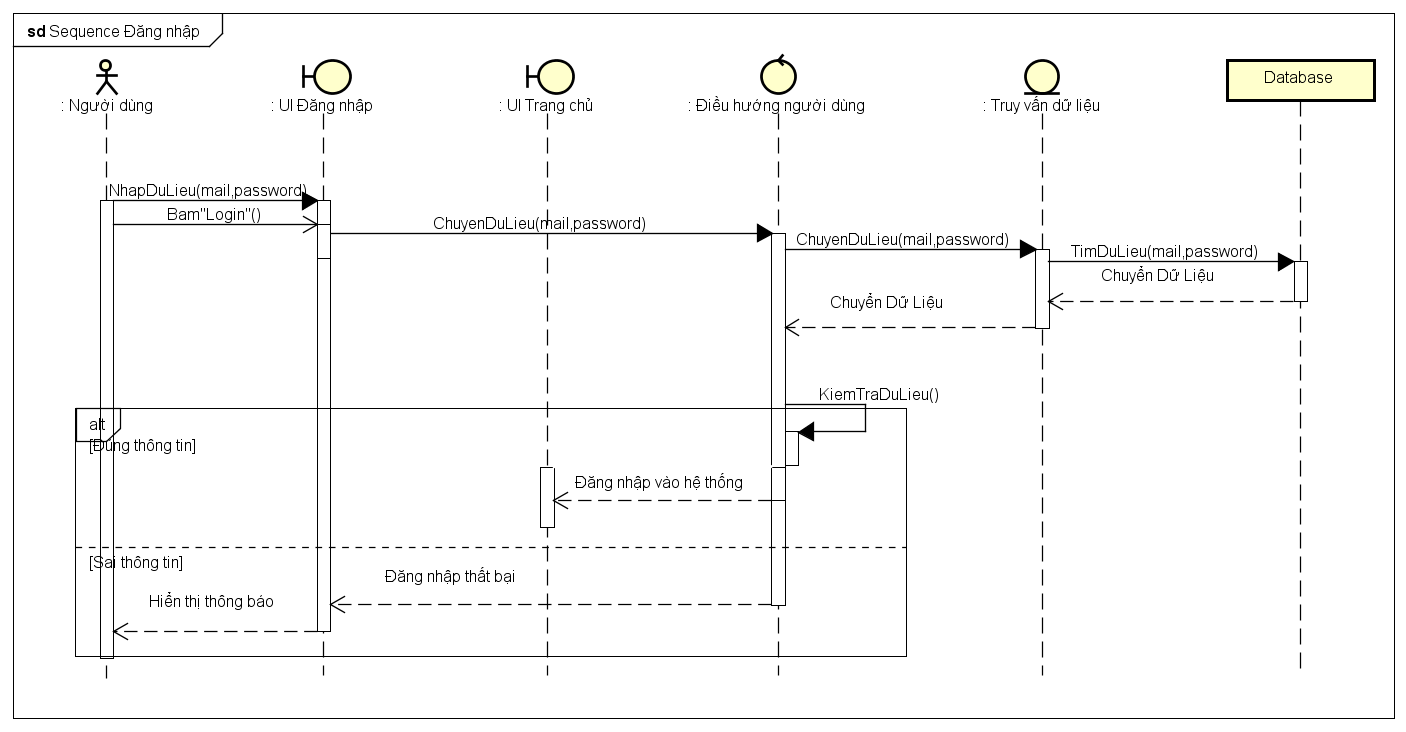 sd Sequence Đăng nhập
: Người dùng
: UI Đăng nhập
: UI Trang chủ
: Điều hướng người dùng
: Truy vấn dữ liệu
Database
NhapDuLieu(mail,password)
Bam"Login"()
ChuyenDuLieu(mail,password)
ChuyenDuLieu(mail,password)
TimDuLieu(mail,password)
Chuyển Dữ Liệu
Chuyển Dữ Liệu
KiemTraDuLieu()
alt
[Đúng thông tin]
Đăng nhập vào hệ thống
[Sai thông tin]
Đăng nhập thất bại
Hiển thị thông báo